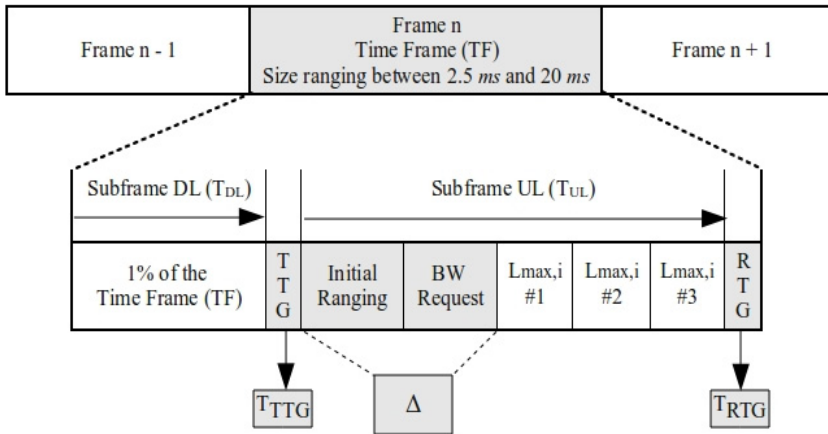 Frame n - 1
Frame n
Time Frame (TF)
Size ranging between 2.5 ms and 20 ms
Frame n + 1
Subframe DL (TDL)
Subframe UL (TUL)
1% of the
Time Frame (TF)
T
T
G
Initial
Ranging
BW
Request
Lmax,i
#1
Lmax,i
#2
Lmax,i
#3
R
T
G
TTTG
Δ
TRTG